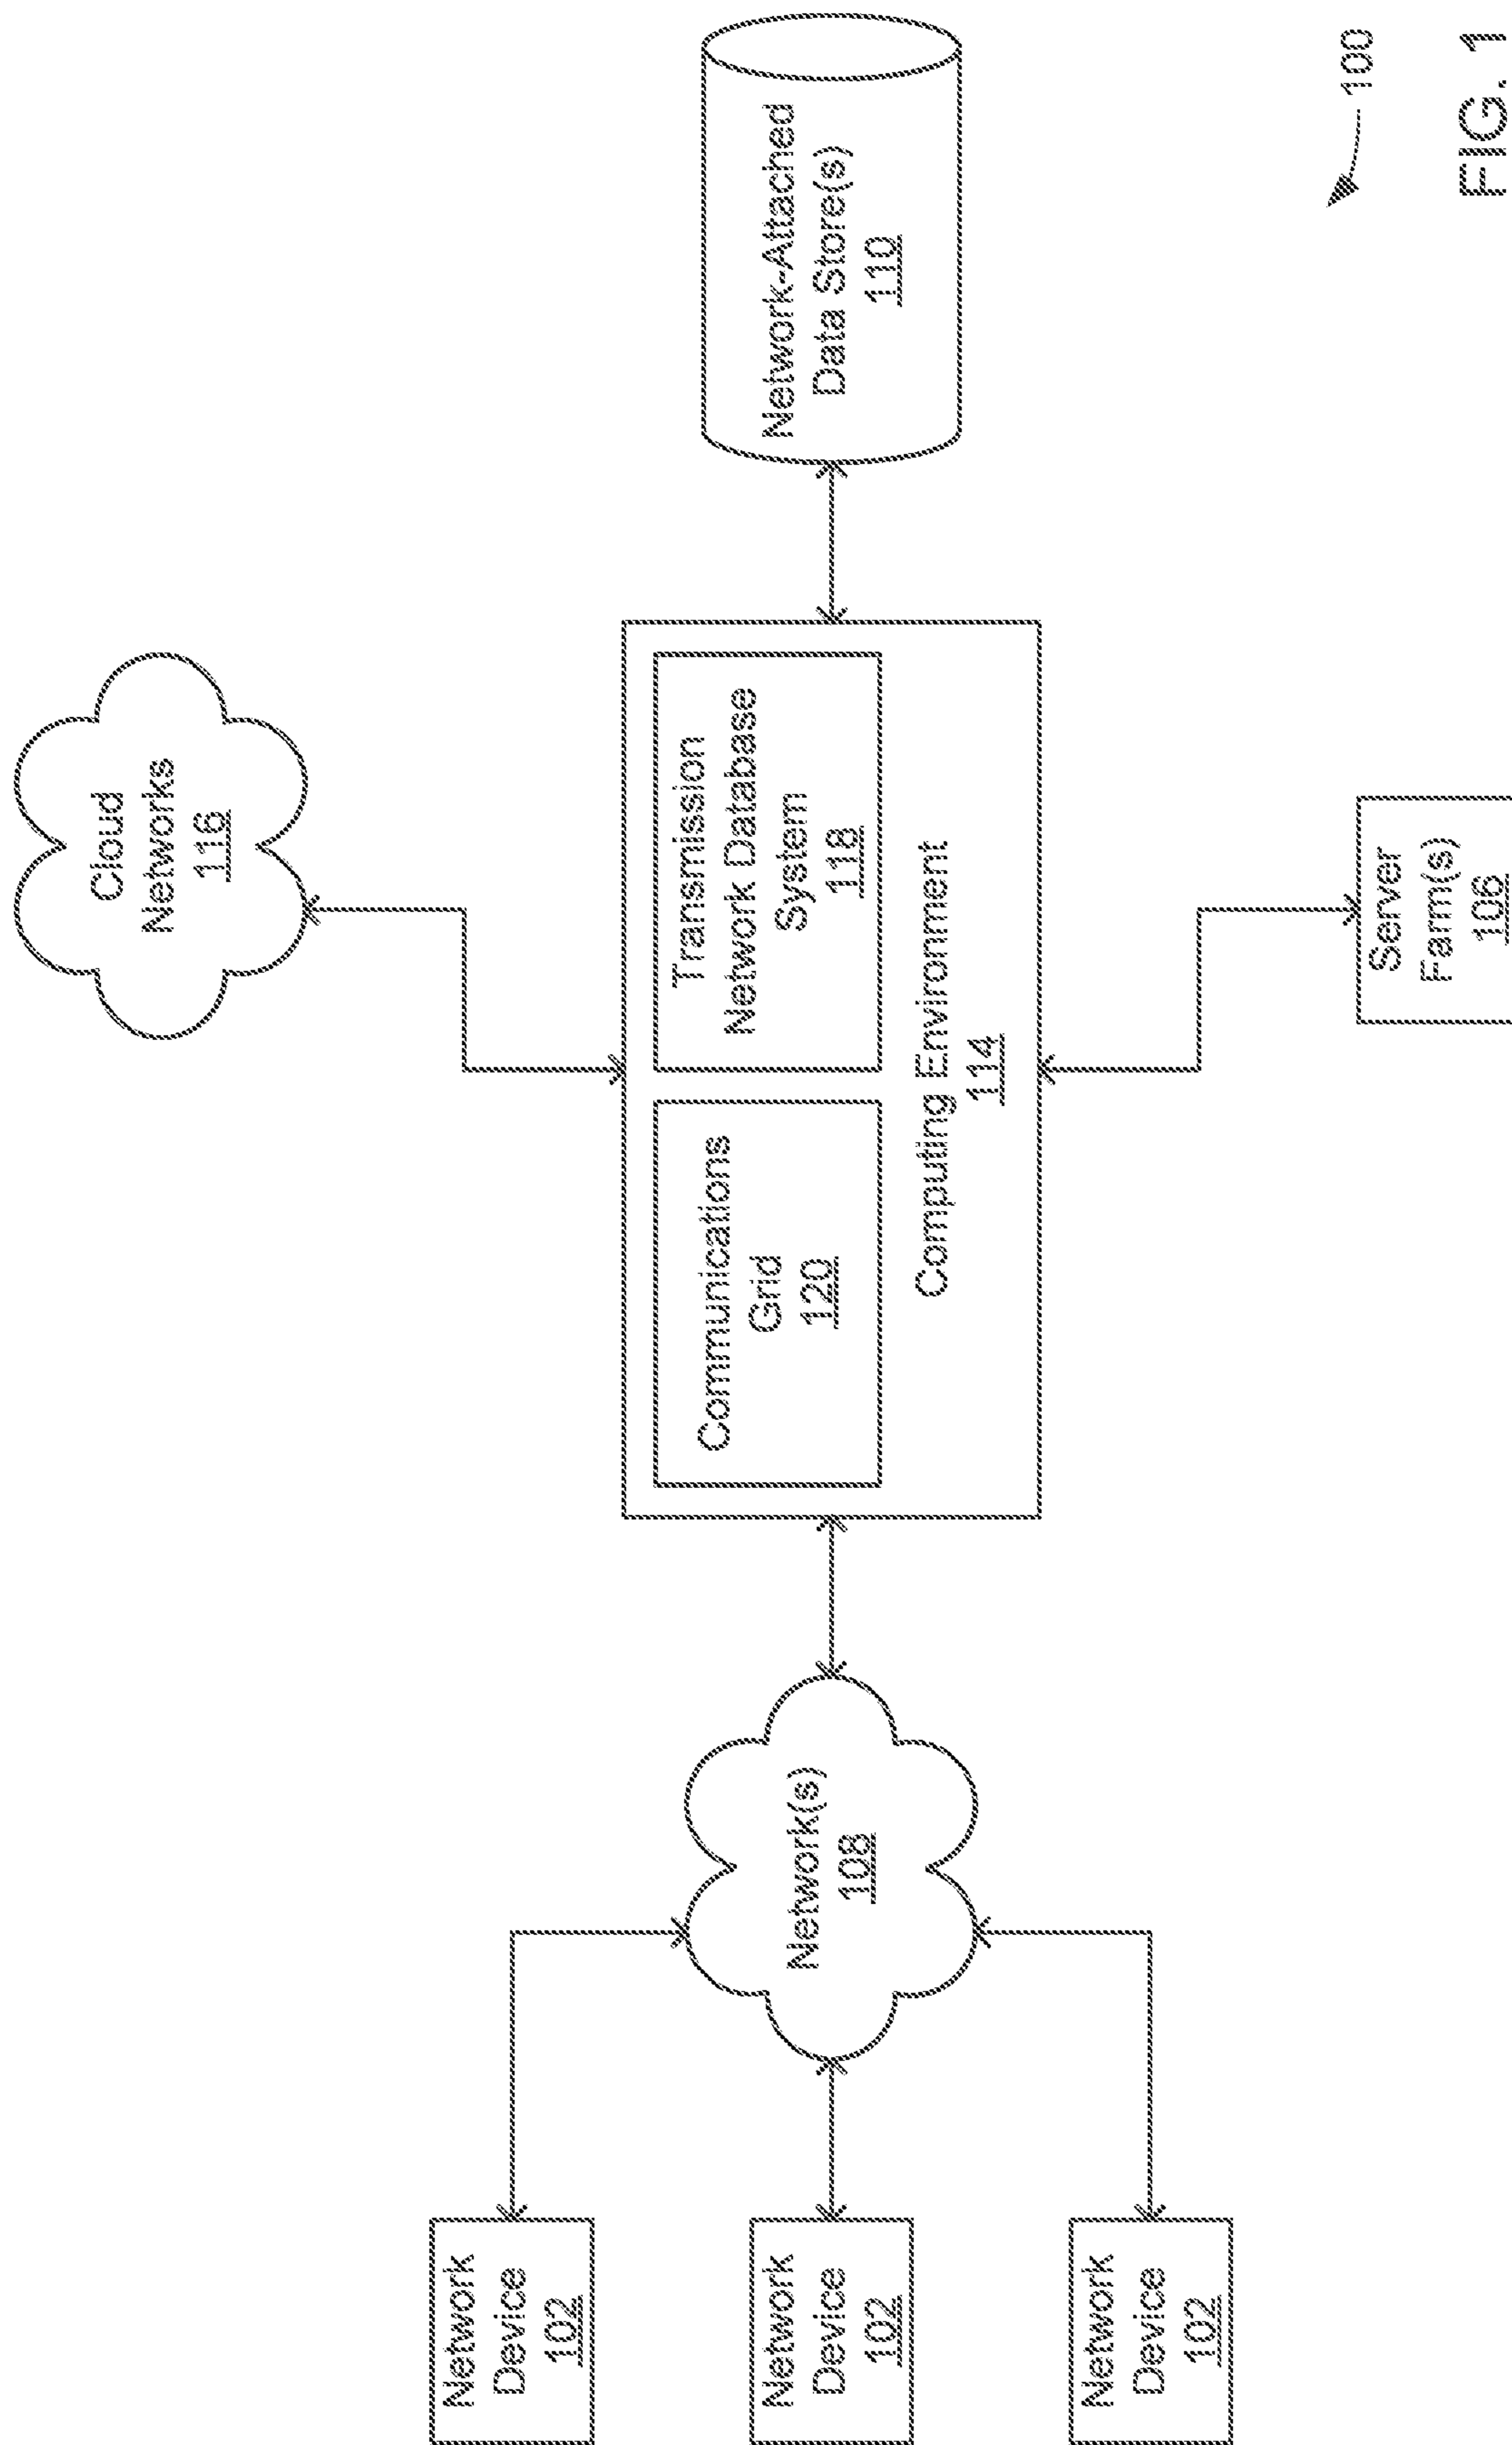 Cloud
Networks
116
Network
Device
102
Network
Device
102
Network
Device
102
Network(s)
108
Communications
Grid
120
Transmission
Network Database
System
118
Computing Environment
114
Network-Attached
Data Store(s)
110
Server
Farm(s)
106
100
FIG. 1